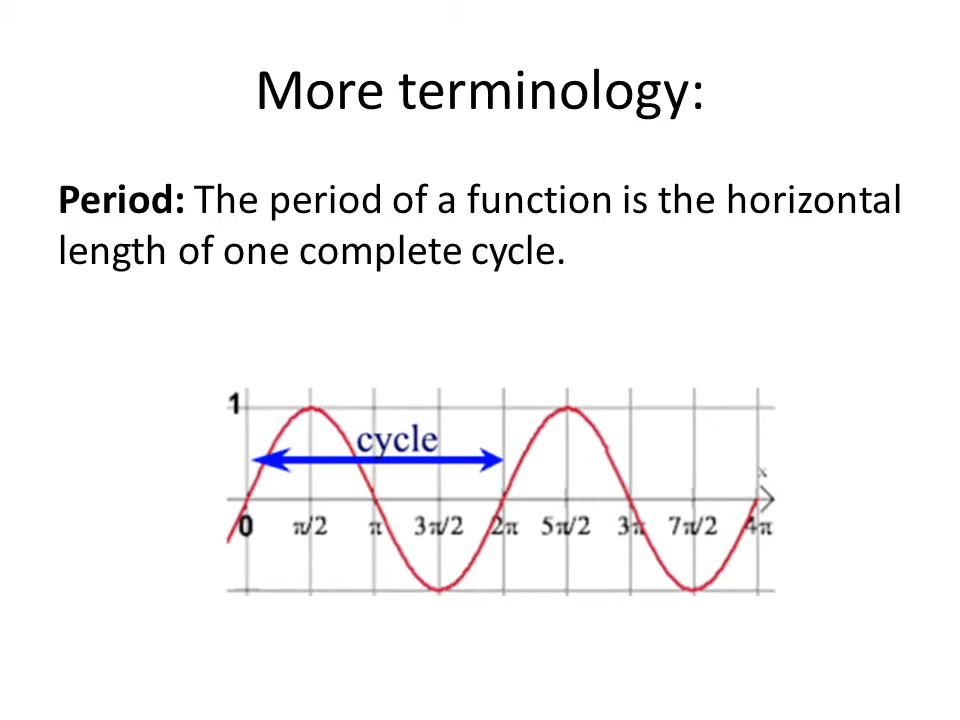 More terminology:
Period: The period of a function is the horizontal
length of one complete cycle.
1
cycle
x
0 π/2 π 3π/2 2π 5π/2 3π 7π/2 4π